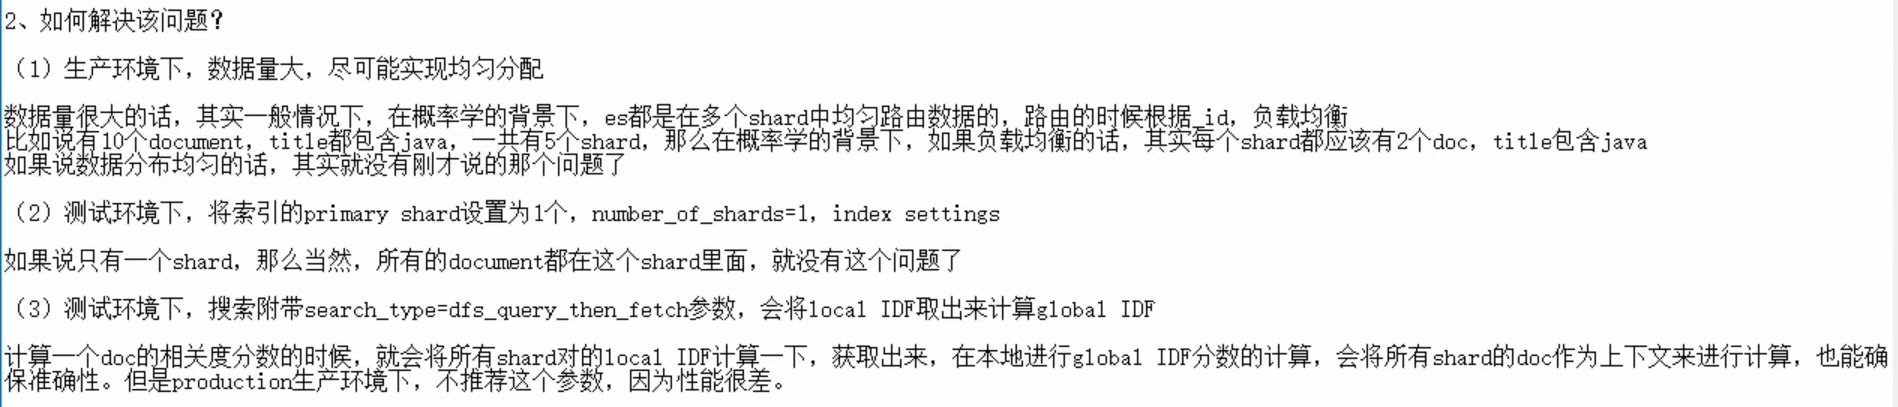 2、如何解决该问题？
（1）生产环境下，数据量大，尽可能实现均匀分配
数据量很大的话，其实一般情况下，在概率学的背景下，es都是在多个shard中均匀路由数据的，路由的时候根据_id，负载均衡
比如说有10个document，title都包含java，一共有5个shard，那么在概率学的背景下，如果负载均衡的话，其实每个shard都应该有2个doc，title包含java
如果说数据分布均匀的话，其实就没有刚才说的那个问题了
（2）测试环境下，将索引的primary shard设置为1个，number_of_shards=1，index settings
如果说只有一个shard，那么当然，所有的document都在这个shard里面，就没有这个问题了
（3）测试环境下，搜索附带search_type=dfs_query_then_fetch参数，会将local IDF取出来计算global IDF
计算一个doc的相关度分数的时候，就会将所有shard对的local IDF计算一下，获取出来，在本地进行global IDF分数的计算，会将所有shard的doc作为上下文来进行计算，也能确
保准确性。但是production生产环境下，不推荐这个参数，因为性能很差。